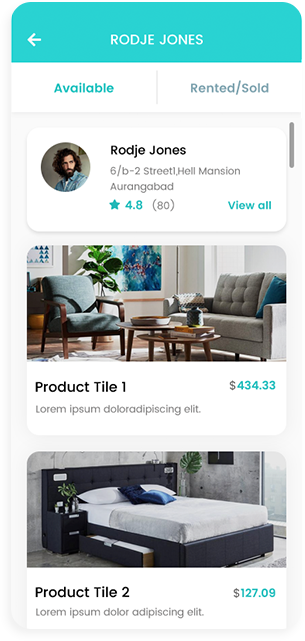 RODJE JONES
Available Rented/Sold
Rodje Jones
6/b-2 Street1,Hell Mansion
Aurangabad
4.8 (80) View all
Product Tile 1 $434.33
Lorem ipsum doloradipiscing elit.
Product Tile 2 $127.09
Lorem ipsum dolor adipiscing elit.